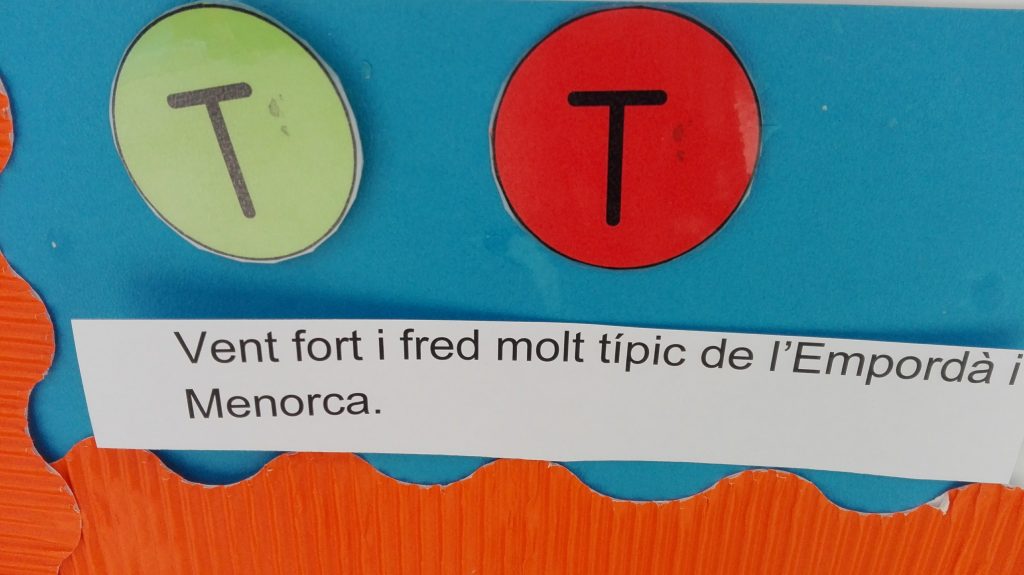 T T
Vent fort i fred molt típic de l'Empordà i
Menorca.